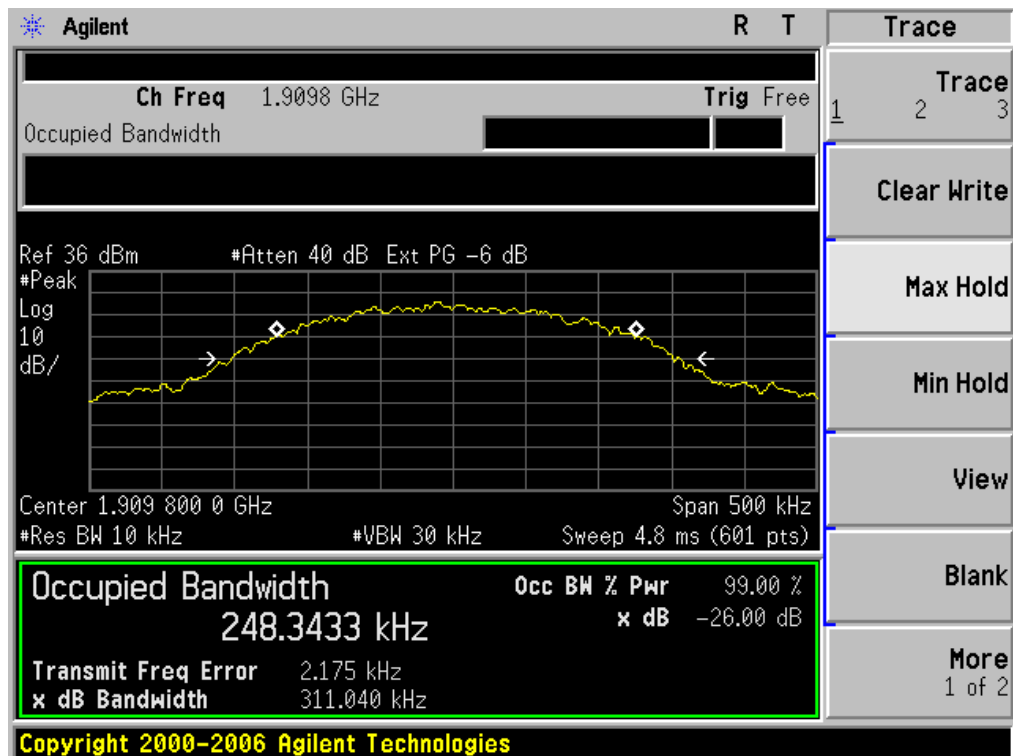 Agilent R T Trace
Ch Freq 1.9098 GHz Trig Free
Occupied Bandwidth
Trace
1 2 3
Clear Write
Max Hold
Min Hold
View
Blank
More
1 of 2
Ref 36 dBm #Atten 40 dB Ext PG -6 dB
#Peak
Log
10
dB/
Center 1.909 800 0 GHz Span 500 kHz
#Res BW 10 kHz #VBW 30 kHz Sweep 4.8 ms (601 pts)
Occupied Bandwidth Occ BW % Pwr 99.00 %
248.3433 kHz x dB -26.00 dB
Transmit Freq Error 2.175 kHz
x dB Bandwidth 311.040 kHz
Copyright 2000-2006 Agilent Technologies